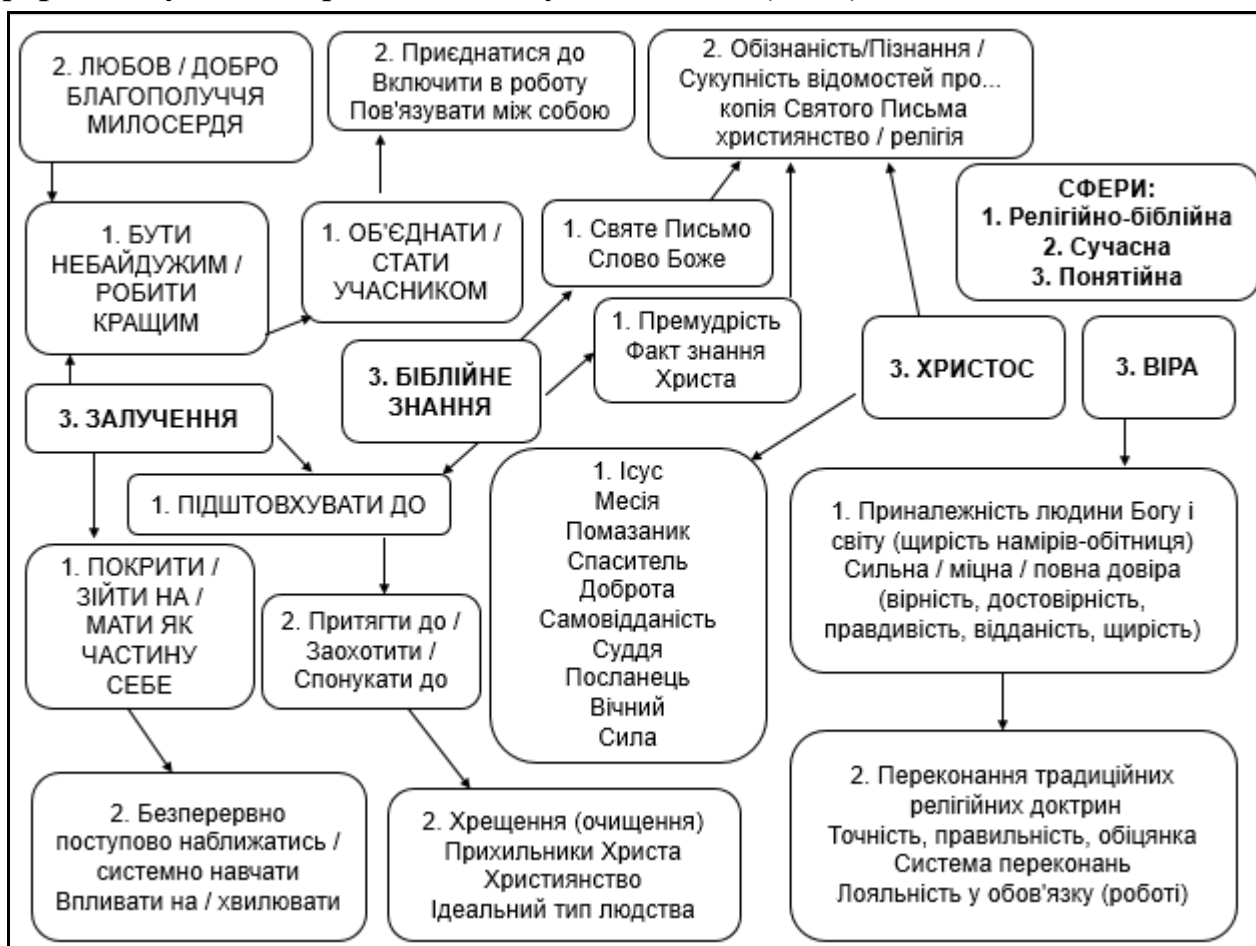 2. ЛЮБОВ / ДОБРО
БЛАГОПОЛУЧЧЯ
МИЛОСЕРДЯ
2. Приєднатися до
Включити в роботу
Пов'язувати між собою
2. Обізнаність/Пізнання /
Сукупність відомостей про...
копія Святого Письма
християнство / релігія
СФЕРИ:
1. Релігійно-біблійна
2. Сучасна
3. Понятійна
1. БУТИ
НЕБАЙДУЖИМ /
РОБИТИ
КРАЩИМ
1. ОБ'ЄДНАТИ /
СТАТИ
УЧАСНИКОМ
1. Святе Письмо
Слово Боже
1. Премудрість
Факт знання
Христа
3. ЗАЛУЧЕННЯ
3. БІБЛІЙНЕ
ЗНАННЯ
3. ХРИСТОС
3. ВІРА
1. ПІДШТОВХУВАТИ ДО
1. Ісус
Месія
Помазаник
Спаситель
Доброта
Самовідданість
Суддя
Посланець
Вічний
Сила
1. Приналежність людини Богу і
світу (щирість намірів-обітниця)
Сильна / міцна / повна довіра
(вірність, достовірність,
правдивість, відданість, щирість)
1. ПОКРИТИ /
ЗІЙТИ НА /
МАТИ ЯК
ЧАСТИНУ
СЕБЕ
2. Притягти до /
Заохотити /
Спонукати до
2. Безперервно
поступово наближатись /
системно навчати
Впливати на / хвилювати
2. Хрещення (очищення)
Прихильники Христа
Християнство
Ідеальний тип людства
2. Переконання традиційних
релігійних доктрин
Точність, правильність, обіцянка
Система переконань
Лояльність у обов'язку (роботі)